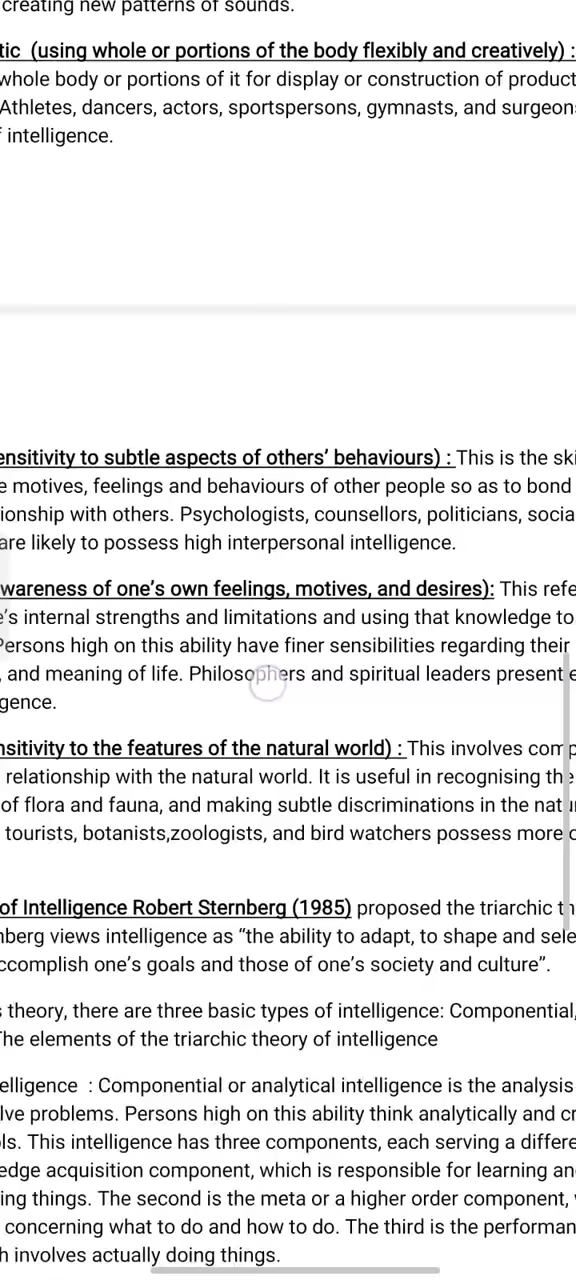 creating new patterns of sounds.
tic (using whole or portions of the body flexibly and creatively) :
whole body or portions of it for display or construction of product
Athletes, dancers, actors, sportspersons, gymnasts, and surgeon
f intelligence.
ensitivity to subtle aspects of others’ behaviours) : This is the ski
e motives, feelings and behaviours of other people so as to bond
ionship with others. Psychologists, counsellors, politicians, socia
are likely to possess high interpersonal intelligence.
wareness of one’s own feelings, motives, and desires): This refe
e’s internal strengths and limitations and using that knowledge to
Persons high on this ability have finer sensibilities regarding their
, and meaning of life. Philosophers and spiritual leaders present e
gence.
nsitivity to the features of the natural world) : This involves comp
relationship with the natural world. It is useful in recognising the
of flora and fauna, and making subtle discriminations in the natu
tourists, botanists,zoologists, and bird watchers possess more o
of Intelligence Robert Sternberg (1985) proposed the triarchic th
nberg views intelligence as “the ability to adapt, to shape and sele
ccomplish one’s goals and those of one’s society and culture”.
s theory, there are three basic types of intelligence: Componential,
The elements of the triarchic theory of intelligence
elligence : Componential or analytical intelligence is the analysis
lve problems. Persons high on this ability think analytically and cr
ols. This intelligence has three components, each serving a differe
edge acquisition component, which is responsible for learning an
ing things. The second is the meta or a higher order component,
concerning what to do and how to do. The third is the performan
h involves actually doing things.